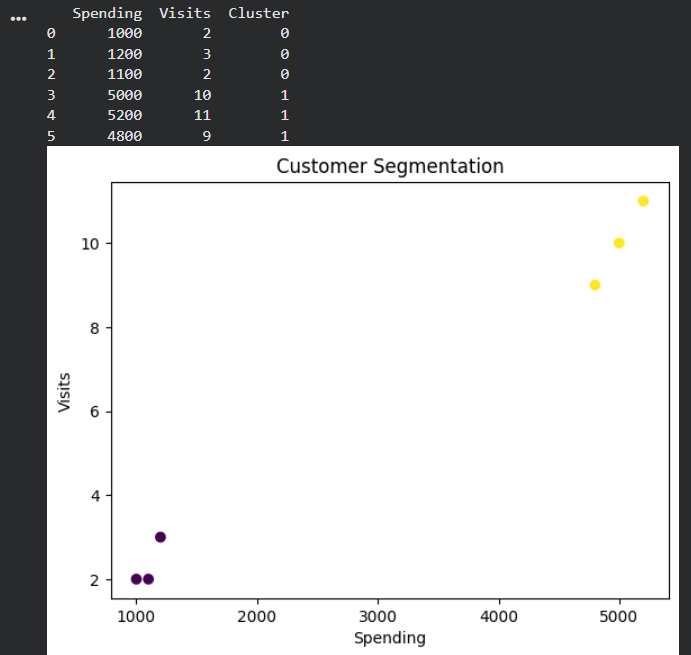 Spending Visits Cluster
0 1000 2 0
1 1200 3 0
2 1100 2 0
3 5000 10 1
4 5200 11 1
5 4800 9 1
Customer Segmentation
10
8
6
4
2
Visits
1000 2000 3000 4000 5000
Spending